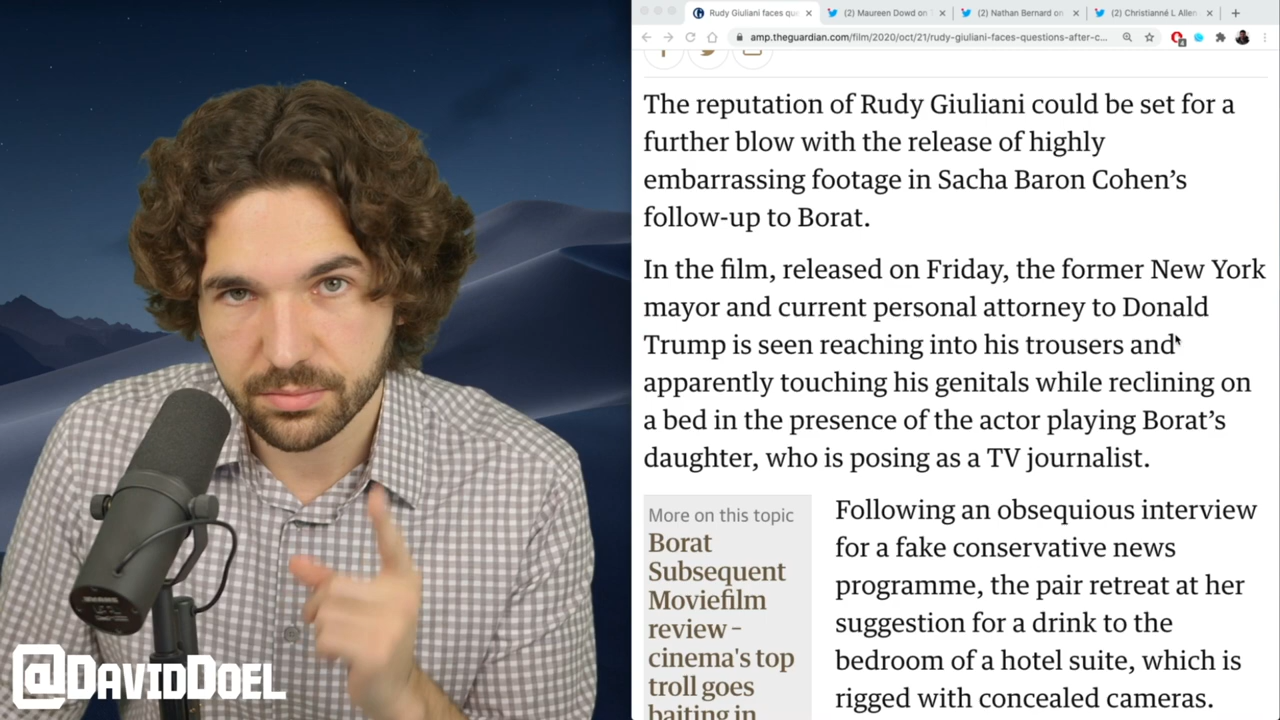 Rudy Giuliani faces que
(2) Maureen Dowd on
(2) Nathan Bernard on
(2) Christianné L Allen
amp.theguardian.com/film/2020/oct/21/rudy-giuliani-faces-questions-after-c...
The reputation of Rudy Giuliani could be set for a
further blow with the release of highly
embarrassing footage in Sacha Baron Cohen’s
follow-up to Borat.
In the film, released on Friday, the former New York
mayor and current personal attorney to Donald
Trump is seen reaching into his trousers and
apparently touching his genitals while reclining on
a bed in the presence of the actor playing Borat’s
daughter, who is posing as a TV journalist.
More on this topic
Borat
Subsequent
Moviefilm
review –
cinema's top
troll goes
baiting in
Following an obsequious interview
for a fake conservative news
programme, the pair retreat at her
suggestion for a drink to the
bedroom of a hotel suite, which is
rigged with concealed cameras.
@DavidDoel